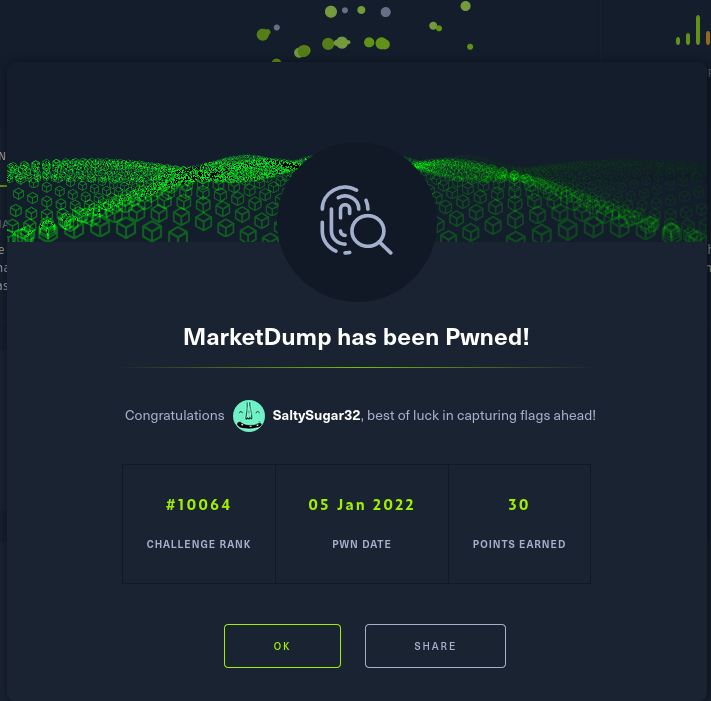 MarketDump has been Pwned!
Congratulations SaltySugar32, best of luck in capturing flags ahead!
#10064 05 Jan 2022 30
CHALLENGE RANK PWN DATE POINTS EARNED
OK SHARE